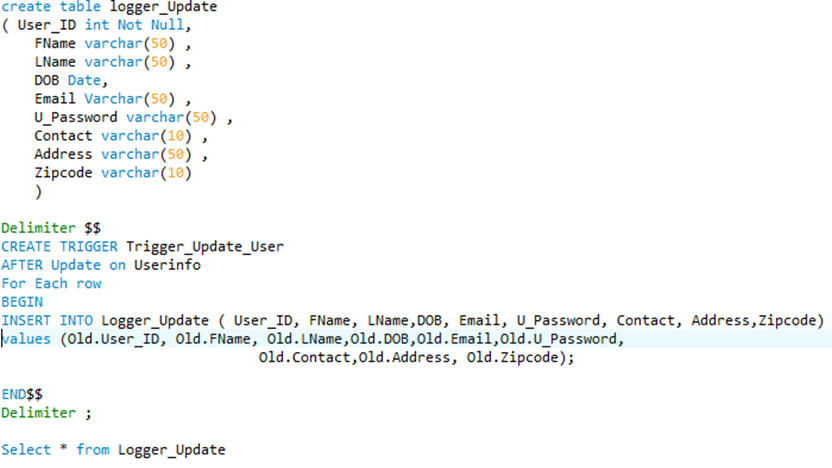 create table logger_Update
( User_ID int Not Null,
FName varchar(50) ,
LName varchar(50) ,
DOB Date,
Email Varchar(50) ,
U_Password varchar(50) ,
Contact varchar(10) ,
Address varchar(50) ,
Zipcode varchar(10)
)
Delimiter $$
CREATE TRIGGER Trigger_Update_User
AFTER Update on Userinfo
For Each row
BEGIN
INSERT INTO Logger_Update ( User_ID, FName, LName,DOB, Email, U_Password, Contact, Address,Zipcode)
values (Old.User_ID, Old.FName, Old.LName,Old.DOB,Old.Email,Old.U_Password,
Old.Contact,Old.Address, Old.Zipcode);
END$$
Delimiter ;
Select * from Logger_Update